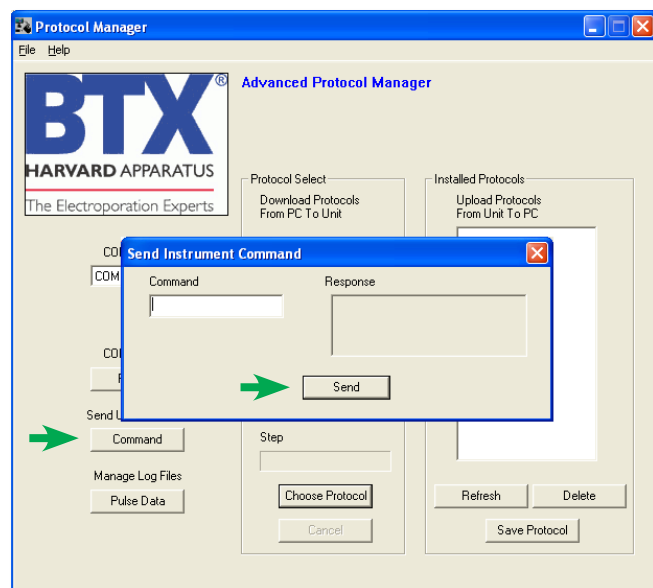 Protocol Manager
File Help
BTX®
HARVARD APPARATUS
The Electroporation Experts
Advanced Protocol Manager
Protocol Select
Download Protocols
From PC To Unit
Installed Protocols
Upload Protocols
From Unit To PC
COM
Send Instrument Command
Command
Response
Send
Send
Command
Manage Log Files
Pulse Data
Step
Choose Protocol
Cancel
Refresh
Delete
Save Protocol